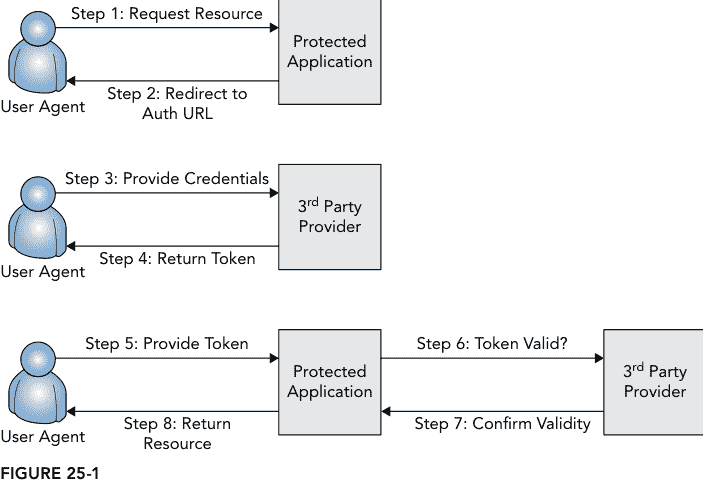 Step 1: Request Resource
Protected
Application
Step 2: Redirect to
Auth URL
User Agent
Step 3: Provide Credentials
3rd Party
Provider
Step 4: Return Token
User Agent
Step 5: Provide Token
Protected
Application
Step 6: Token Valid?
3rd Party
Provider
Step 8: Return
Resource
Step 7: Confirm Validity
User Agent
FIGURE 25-1